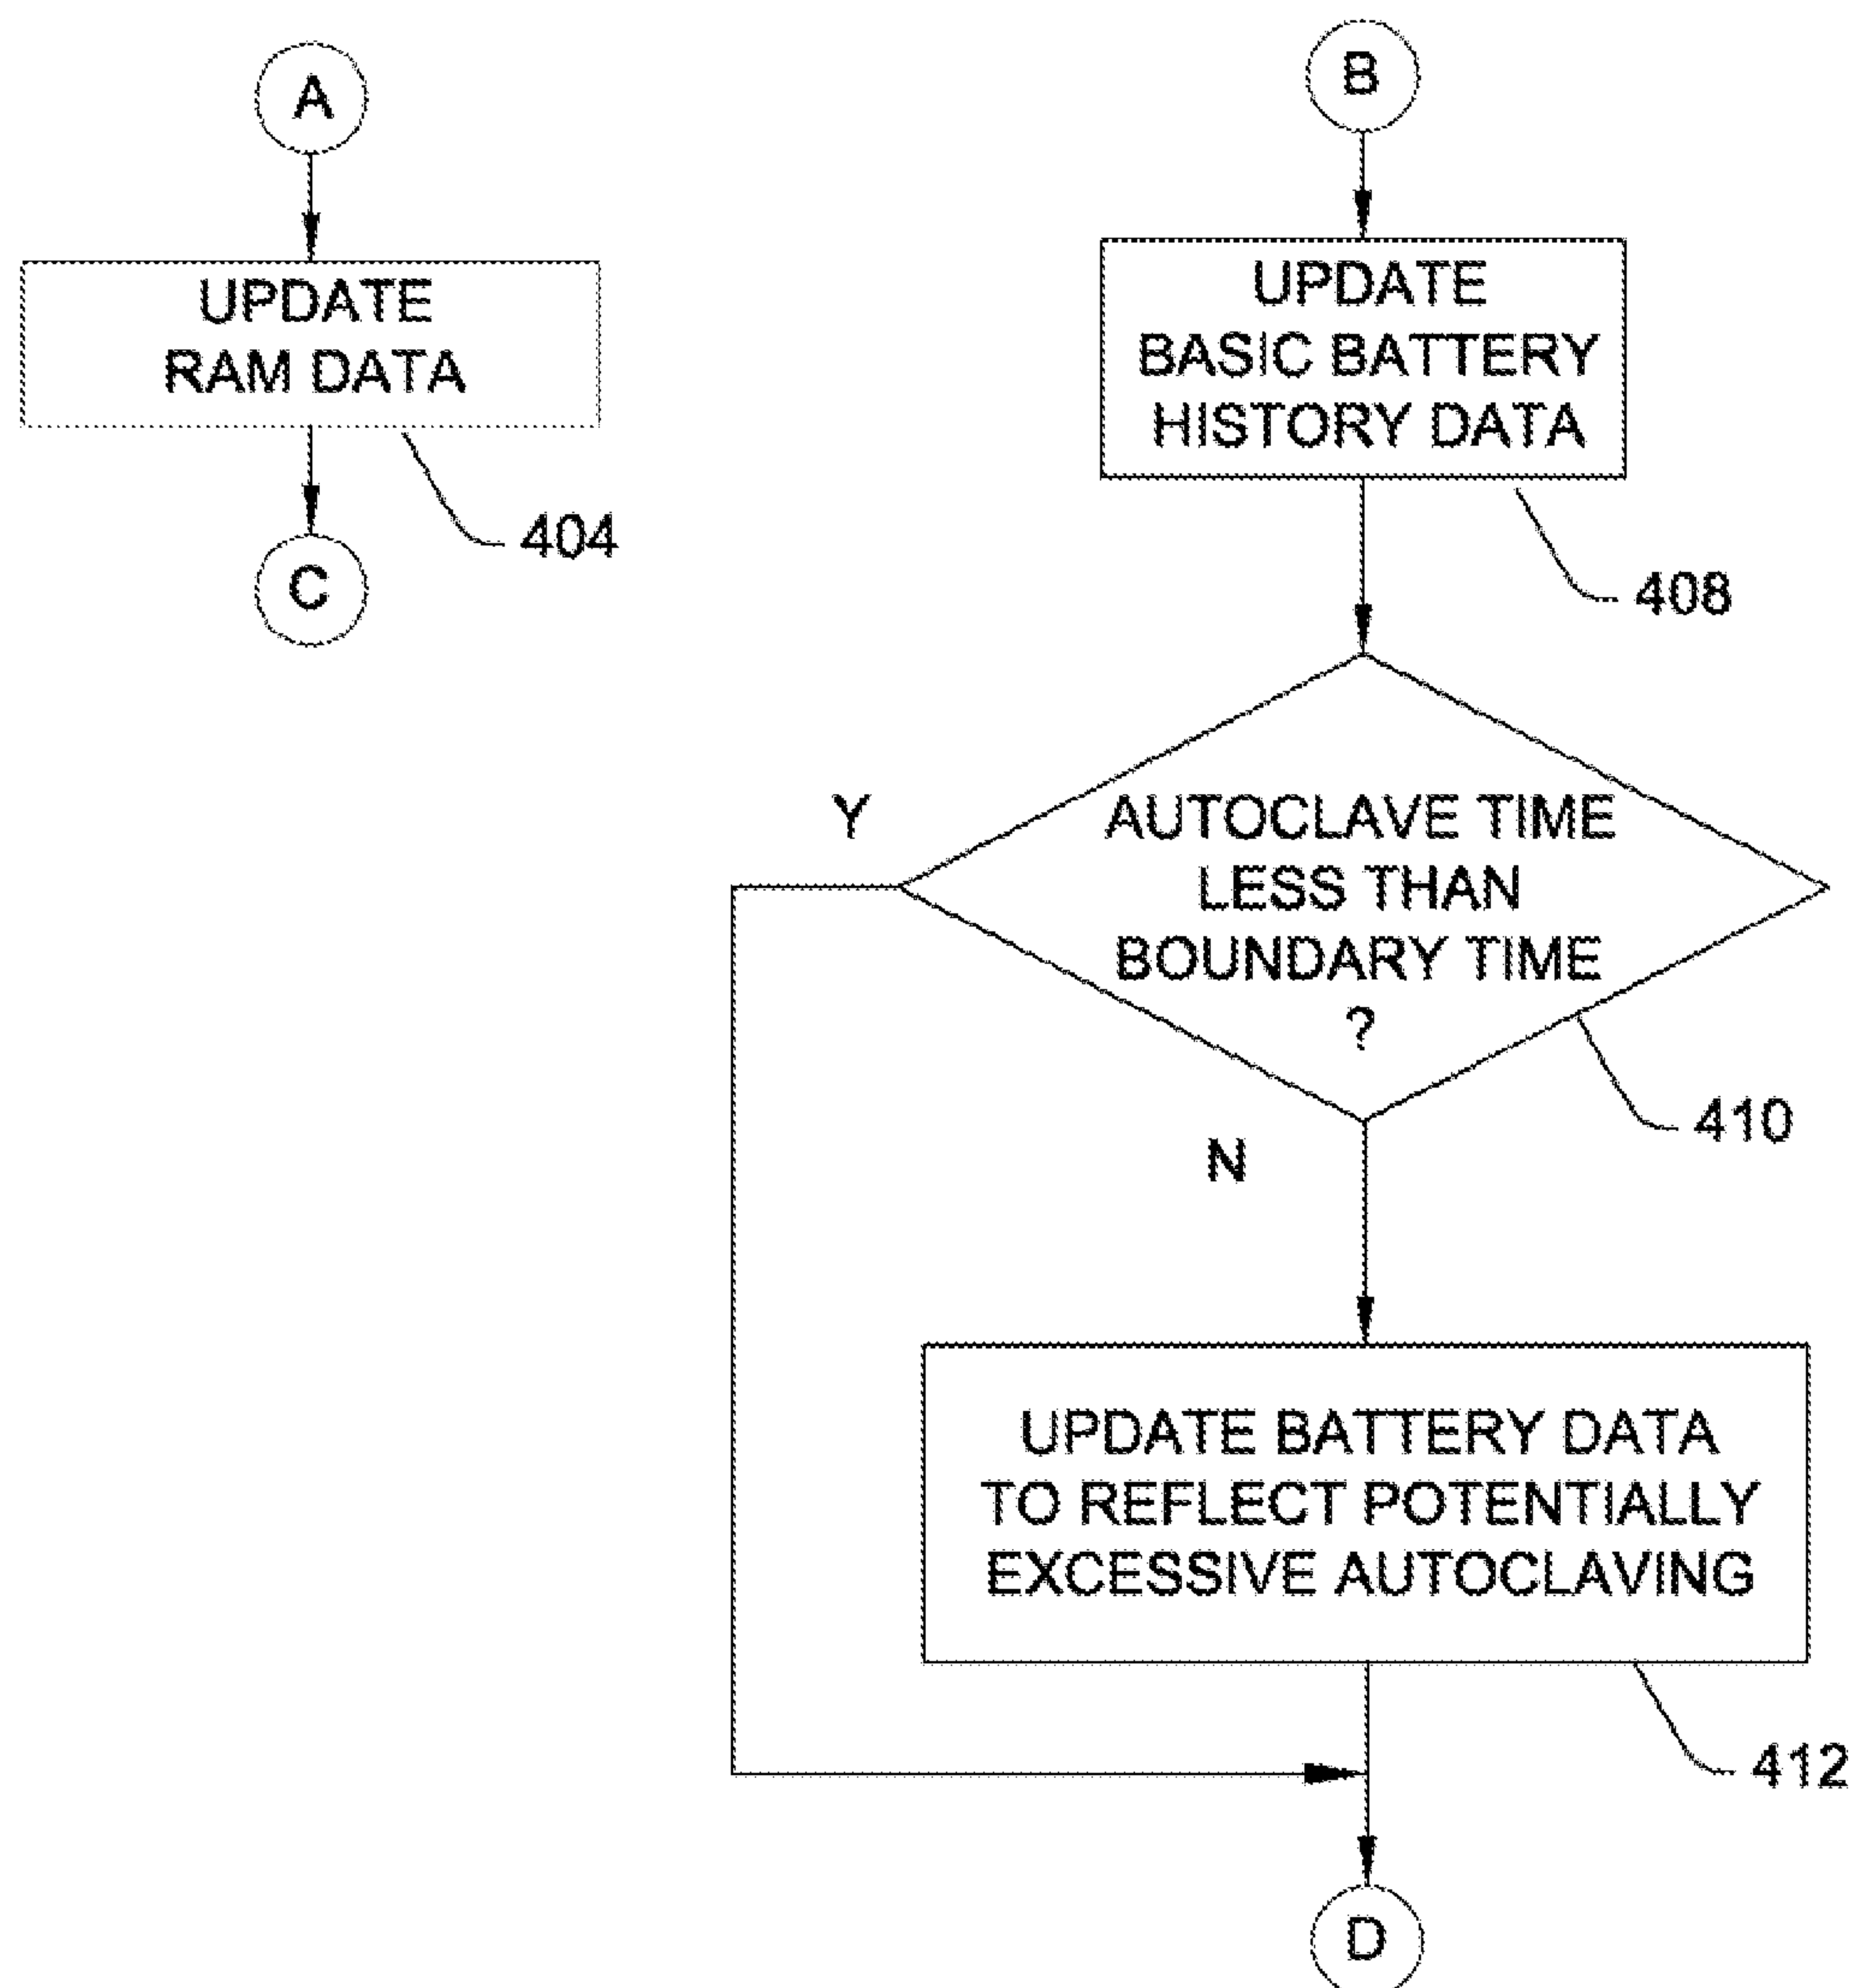 A
UPDATE
RAM DATA
404
C
B
UPDATE
BASIC BATTERY
HISTORY DATA
408
Y
AUTOCLAVE TIME
LESS THAN
BOUNDARY TIME
?
410
N
UPDATE BATTERY DATA
TO REFLECT POTENTIALLY
EXCESSIVE AUTOCLAVING
412
D